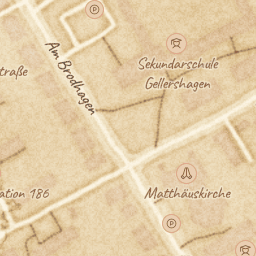 P
Sekundarschule
Gellershagen
traße
Am Brodhagen
ation 186
Matthäuskirche
P